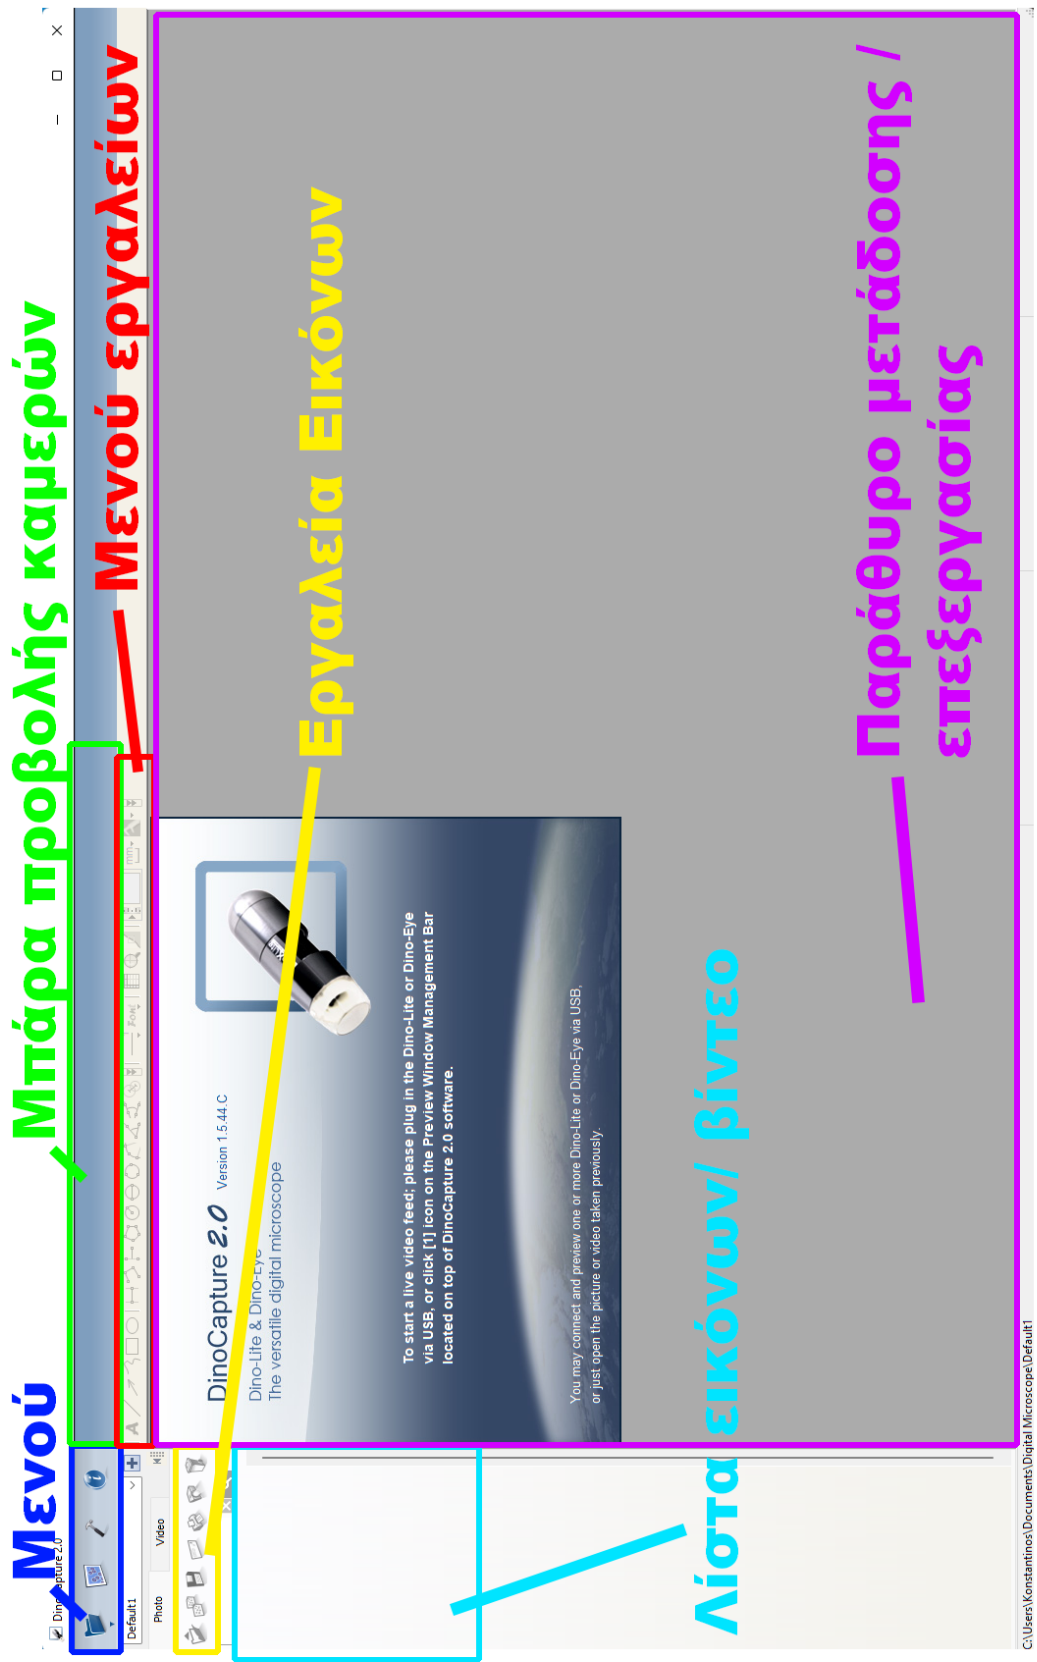 Μπάρα προβολής καμερών
Μενού
DinoCapture 2.0
Μενού εργαλείων
Default1
Photo
Video
A
Font
mm
Εργαλεία Εικόνων
DinoCapture 2.0 Version 1.5.44.C
Dino-Lite & Dino-Eye
The versatile digital microscope
To start a live video feed; please plug in the Dino-Lite or Dino-Eye
via USB, or click [1] icon on the Preview Window Management Bar
located on top of DinoCapture 2.0 software.
You may connect and preview one or more Dino-Lite or Dino-Eye via USB,
or just open the picture or video taken previously.
Λίστα εικόνων/ βίντεο
Παράθυρο μετάδοσης /
επεξεργασίας
C:\Users\Konstantinos\Documents\Digital Microscope\Default1